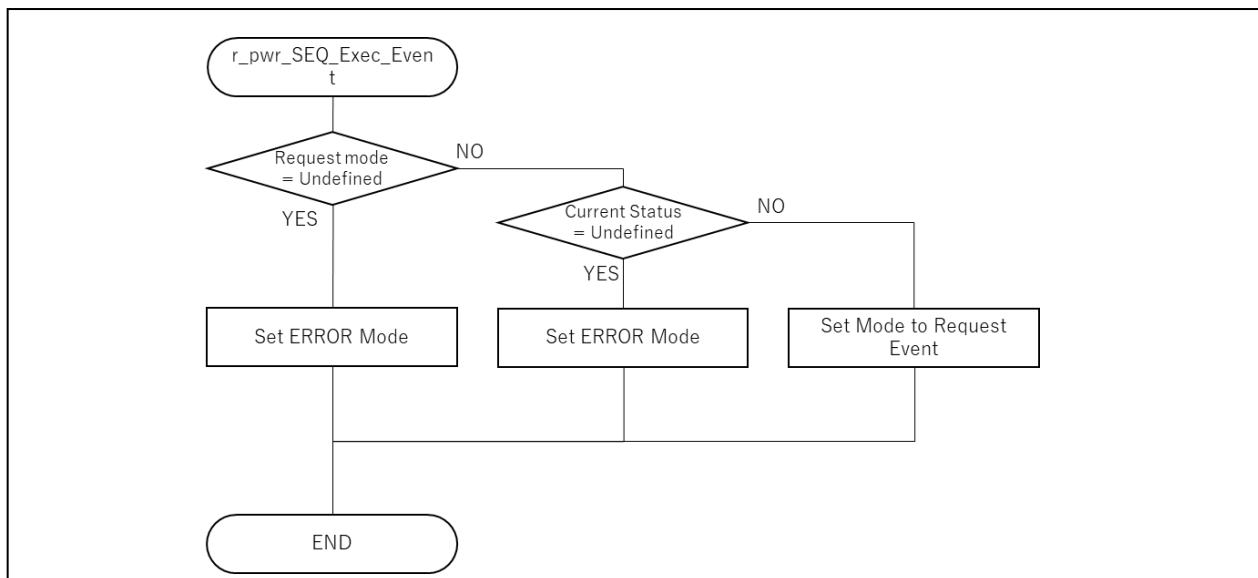 r_pwr_SEQ_Exec_Even
t
Request mode
= Undefined
NO
YES
Current Status
= Undefined
NO
YES
Set ERROR Mode
Set ERROR Mode
Set Mode to Request
Event
END